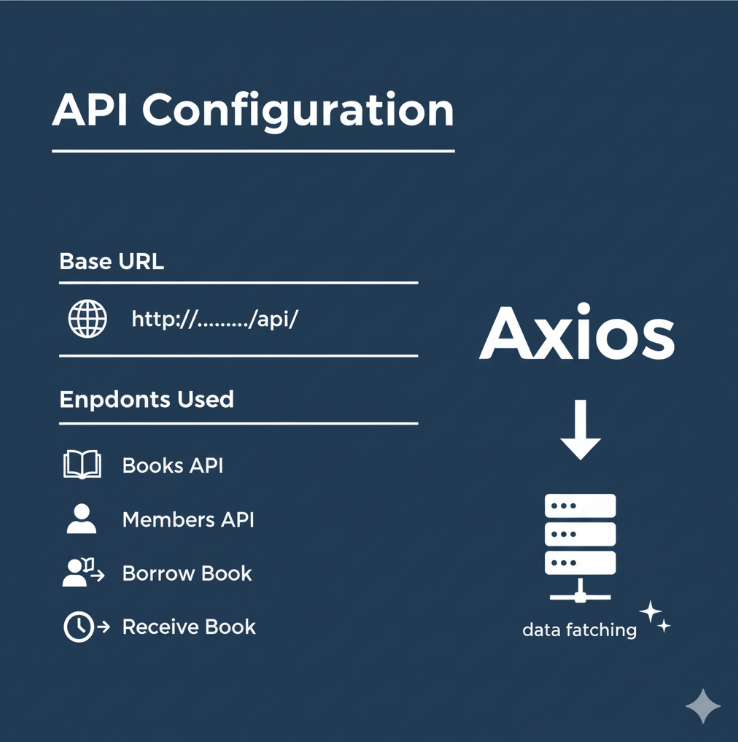 API Configuration
Base URL
http://........./api/
Enpdonts Used
Books API
Members API
Borrow Book
Receive Book
Axios
data fatching